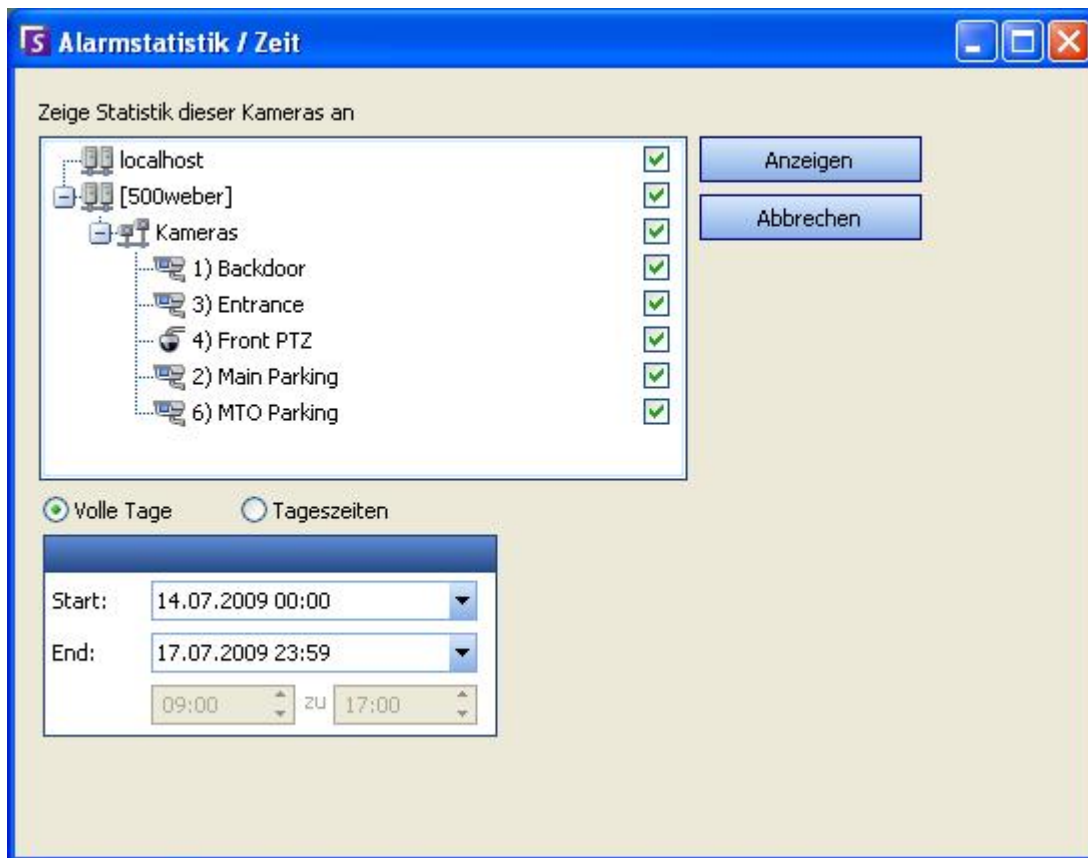 Alarmstatistik / Zeit
Zeige Statistik dieser Kameras an
localhost
[500weber]
Kameras
1) Backdoor
3) Entrance
4) Front PTZ
2) Main Parking
6) MTO Parking
Anzeigen
Abbrechen
Volle Tage
Tageszeiten
Start: 14.07.2009 00:00
End: 17.07.2009 23:59
09:00 zu 17:00